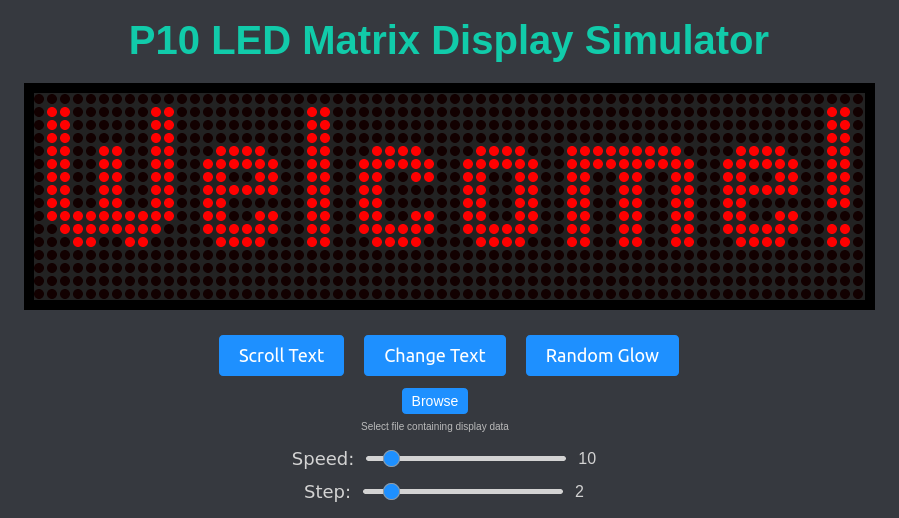 P10 LED Matrix Display Simulator
Welcome!
Scroll Text Change Text Random Glow
Browse
Select file containing display data
Speed: 10
Step: 2